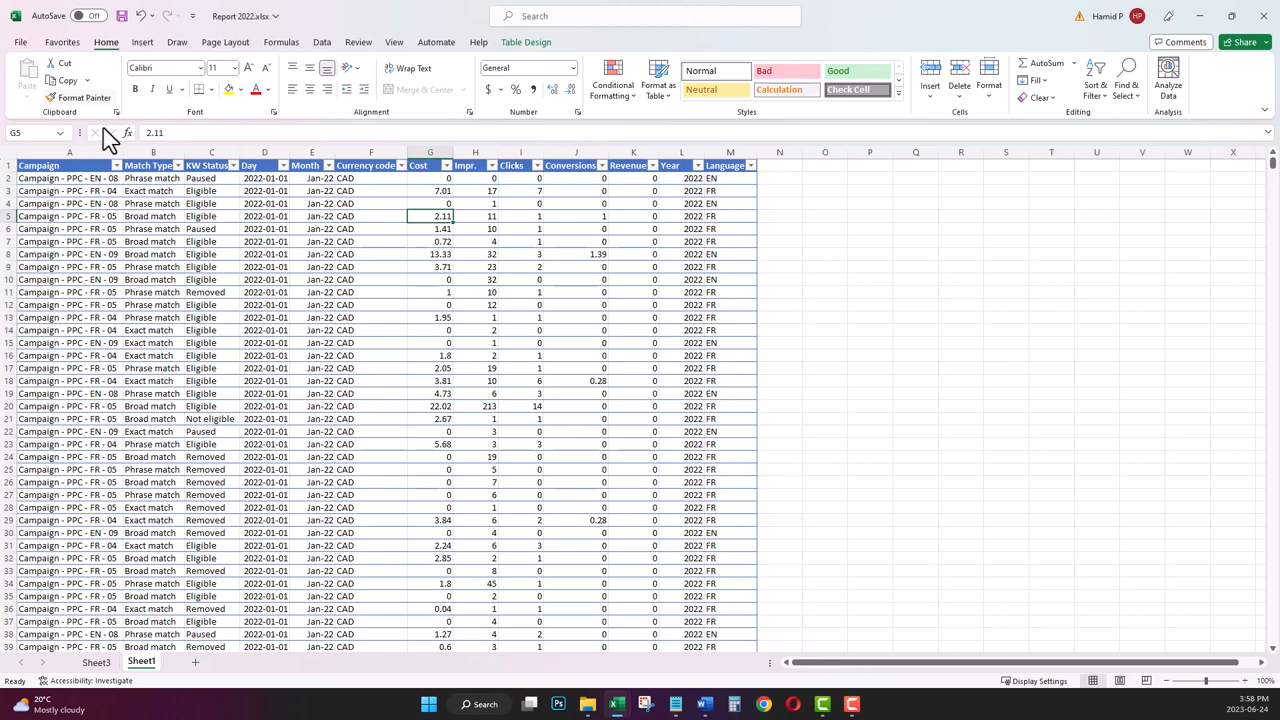 AutoSave Off Report 2022.xlsx Search Hamid P HP
File Home Insert Draw Page Layout Formulas Data Review View Automate Help Table Design Comments Share
Paste Cut Copy Format Painter Calibri 11 Wrap Text General Conditional Formatting Format as Table Normal Bad Good Insert Delete Format AutoSum Analyze Data
B I U Merge & Center $ % Neutral Calculation Check Cell Fill Clear
Clipboard Font Alignment Number Styles Cells Editing Analysis
G5 fx 2.11
A B C D E F G H I J K L M N O P Q R S T U V W X
1 Campaign Match Type KW Status Day Month Currency code Cost Impr. Clicks Conversions Revenue Year Language
2 Campaign - PPC - EN - 08 Phrase match Paused 2022-01-01 Jan-22 CAD 0 0 0 0 0 2022 EN
3 Campaign - PPC - FR - 04 Exact match Eligible 2022-01-01 Jan-22 CAD 7.01 17 7 0 0 2022 FR
4 Campaign - PPC - EN - 08 Phrase match Eligible 2022-01-01 Jan-22 CAD 0 1 0 0 0 2022 EN
5 Campaign - PPC - FR - 05 Broad match Eligible 2022-01-01 Jan-22 CAD 2.11 11 1 1 0 2022 FR
6 Campaign - PPC - FR - 05 Phrase match Paused 2022-01-01 Jan-22 CAD 1.41 10 1 0 0 2022 FR
7 Campaign - PPC - FR - 05 Broad match Eligible 2022-01-01 Jan-22 CAD 0.72 4 1 0 0 2022 FR
8 Campaign - PPC - EN - 09 Broad match Eligible 2022-01-01 Jan-22 CAD 13.33 32 3 1.39 0 2022 EN
9 Campaign - PPC - FR - 05 Phrase match Eligible 2022-01-01 Jan-22 CAD 3.71 23 2 0 0 2022 FR
10 Campaign - PPC - EN - 09 Broad match Eligible 2022-01-01 Jan-22 CAD 0 32 0 0 0 2022 EN
11 Campaign - PPC - FR - 05 Phrase match Removed 2022-01-01 Jan-22 CAD 1 10 1 0 0 2022 FR
12 Campaign - PPC - FR - 05 Phrase match Eligible 2022-01-01 Jan-22 CAD 0 12 0 0 0 2022 FR
13 Campaign - PPC - FR - 04 Phrase match Eligible 2022-01-01 Jan-22 CAD 1.95 1 1 0 0 2022 FR
14 Campaign - PPC - FR - 04 Exact match Eligible 2022-01-01 Jan-22 CAD 0 2 0 0 0 2022 FR
15 Campaign - PPC - EN - 09 Exact match Eligible 2022-01-01 Jan-22 CAD 0 1 0 0 0 2022 EN
16 Campaign - PPC - FR - 04 Exact match Eligible 2022-01-01 Jan-22 CAD 1.8 2 1 0 0 2022 FR
17 Campaign - PPC - FR - 05 Phrase match Eligible 2022-01-01 Jan-22 CAD 2.05 19 1 0 0 2022 FR
18 Campaign - PPC - FR - 04 Exact match Eligible 2022-01-01 Jan-22 CAD 3.81 10 6 0.28 0 2022 FR
19 Campaign - PPC - EN - 08 Phrase match Eligible 2022-01-01 Jan-22 CAD 4.73 6 3 0 0 2022 EN
20 Campaign - PPC - FR - 05 Broad match Eligible 2022-01-01 Jan-22 CAD 22.02 213 14 0 0 2022 FR
21 Campaign - PPC - FR - 05 Broad match Not eligible 2022-01-01 Jan-22 CAD 2.67 1 1 0 0 2022 FR
22 Campaign - PPC - EN - 09 Exact match Paused 2022-01-01 Jan-22 CAD 0 3 0 0 0 2022 EN
23 Campaign - PPC - FR - 04 Phrase match Eligible 2022-01-01 Jan-22 CAD 5.68 3 3 0 0 2022 FR
24 Campaign - PPC - FR - 05 Broad match Removed 2022-01-01 Jan-22 CAD 0 19 0 0 0 2022 FR
25 Campaign - PPC - FR - 05 Phrase match Removed 2022-01-01 Jan-22 CAD 0 5 0 0 0 2022 FR
26 Campaign - PPC - FR - 05 Broad match Removed 2022-01-01 Jan-22 CAD 0 7 0 0 0 2022 FR
27 Campaign - PPC - FR - 05 Phrase match Removed 2022-01-01 Jan-22 CAD 0 6 0 0 0 2022 FR
28 Campaign - PPC - FR - 05 Exact match Removed 2022-01-01 Jan-22 CAD 0 1 0 0 0 2022 FR
29 Campaign - PPC - FR - 04 Exact match Removed 2022-01-01 Jan-22 CAD 3.84 6 2 0.28 0 2022 FR
30 Campaign - PPC - EN - 09 Broad match Removed 2022-01-01 Jan-22 CAD 0 4 0 0 0 2022 EN
31 Campaign - PPC - FR - 04 Exact match Eligible 2022-01-01 Jan-22 CAD 2.24 6 3 0 0 2022 FR
32 Campaign - PPC - FR - 05 Broad match Eligible 2022-01-01 Jan-22 CAD 2.85 2 1 0 0 2022 FR
33 Campaign - PPC - FR - 05 Broad match Removed 2022-01-01 Jan-22 CAD 0 8 0 0 0 2022 FR
34 Campaign - PPC - FR - 05 Phrase match Eligible 2022-01-01 Jan-22 CAD 1.8 45 1 0 0 2022 FR
35 Campaign - PPC - FR - 05 Broad match Eligible 2022-01-01 Jan-22 CAD 0 2 0 0 0 2022 FR
36 Campaign - PPC - FR - 04 Exact match Removed 2022-01-01 Jan-22 CAD 0.04 1 1 0 0 2022 FR
37 Campaign - PPC - FR - 05 Broad match Eligible 2022-01-01 Jan-22 CAD 0 4 0 0 0 2022 FR
38 Campaign - PPC - EN - 08 Phrase match Paused 2022-01-01 Jan-22 CAD 1.27 4 2 0 0 2022 EN
39 Campaign - PPC - FR - 05 Broad match Removed 2022-01-01 Jan-22 CAD 0.6 3 1 0 0 2022 FR
Sheet3 Sheet1
Ready Accessibility: Investigate Display Settings 100%
20°C Mostly cloudy Search 3:58 PM 2023-06-24